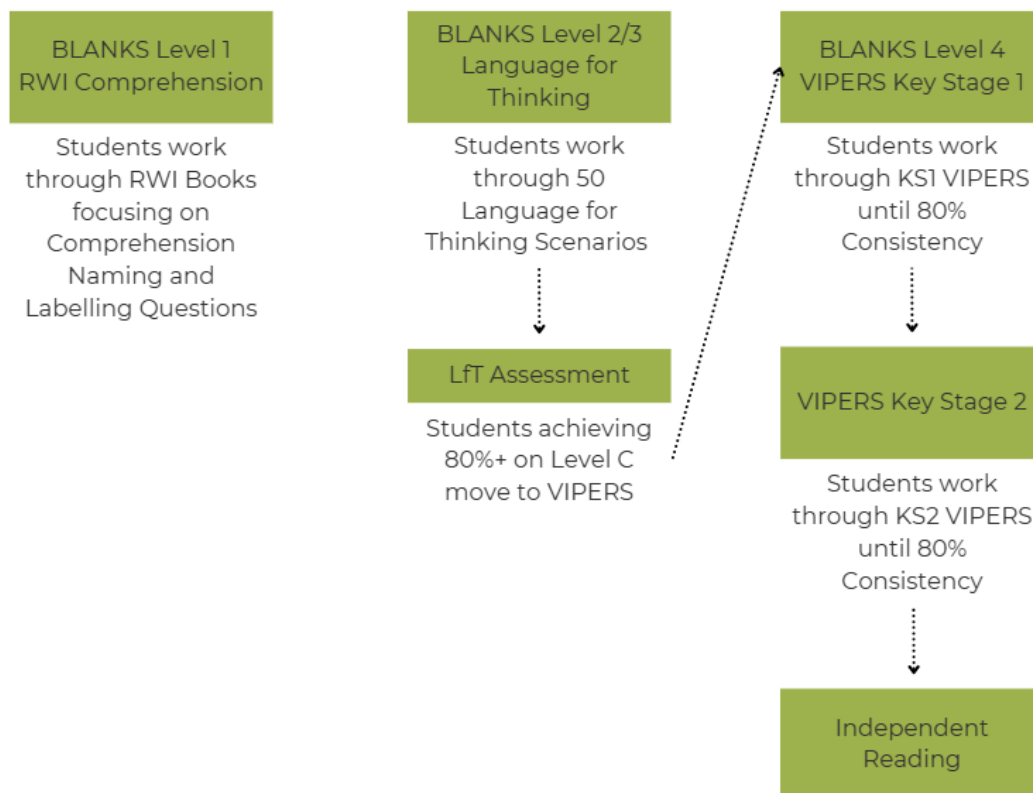 BLANKS Level 1
RWI Comprehension
Students work
through RWI Books
focusing on
Comprehension
Naming and
Labelling Questions
BLANKS Level 2/3
Language for
Thinking
Students work
through 50
Language for
Thinking Scenarios
LfT Assessment
Students achieving
80%+ on Level C
move to VIPERS
BLANKS Level 4
VIPERS Key Stage 1
Students work
through KS1 VIPERS
until 80%
Consistency
VIPERS Key Stage 2
Students work
through KS2 VIPERS
until 80%
Consistency
Independent
Reading